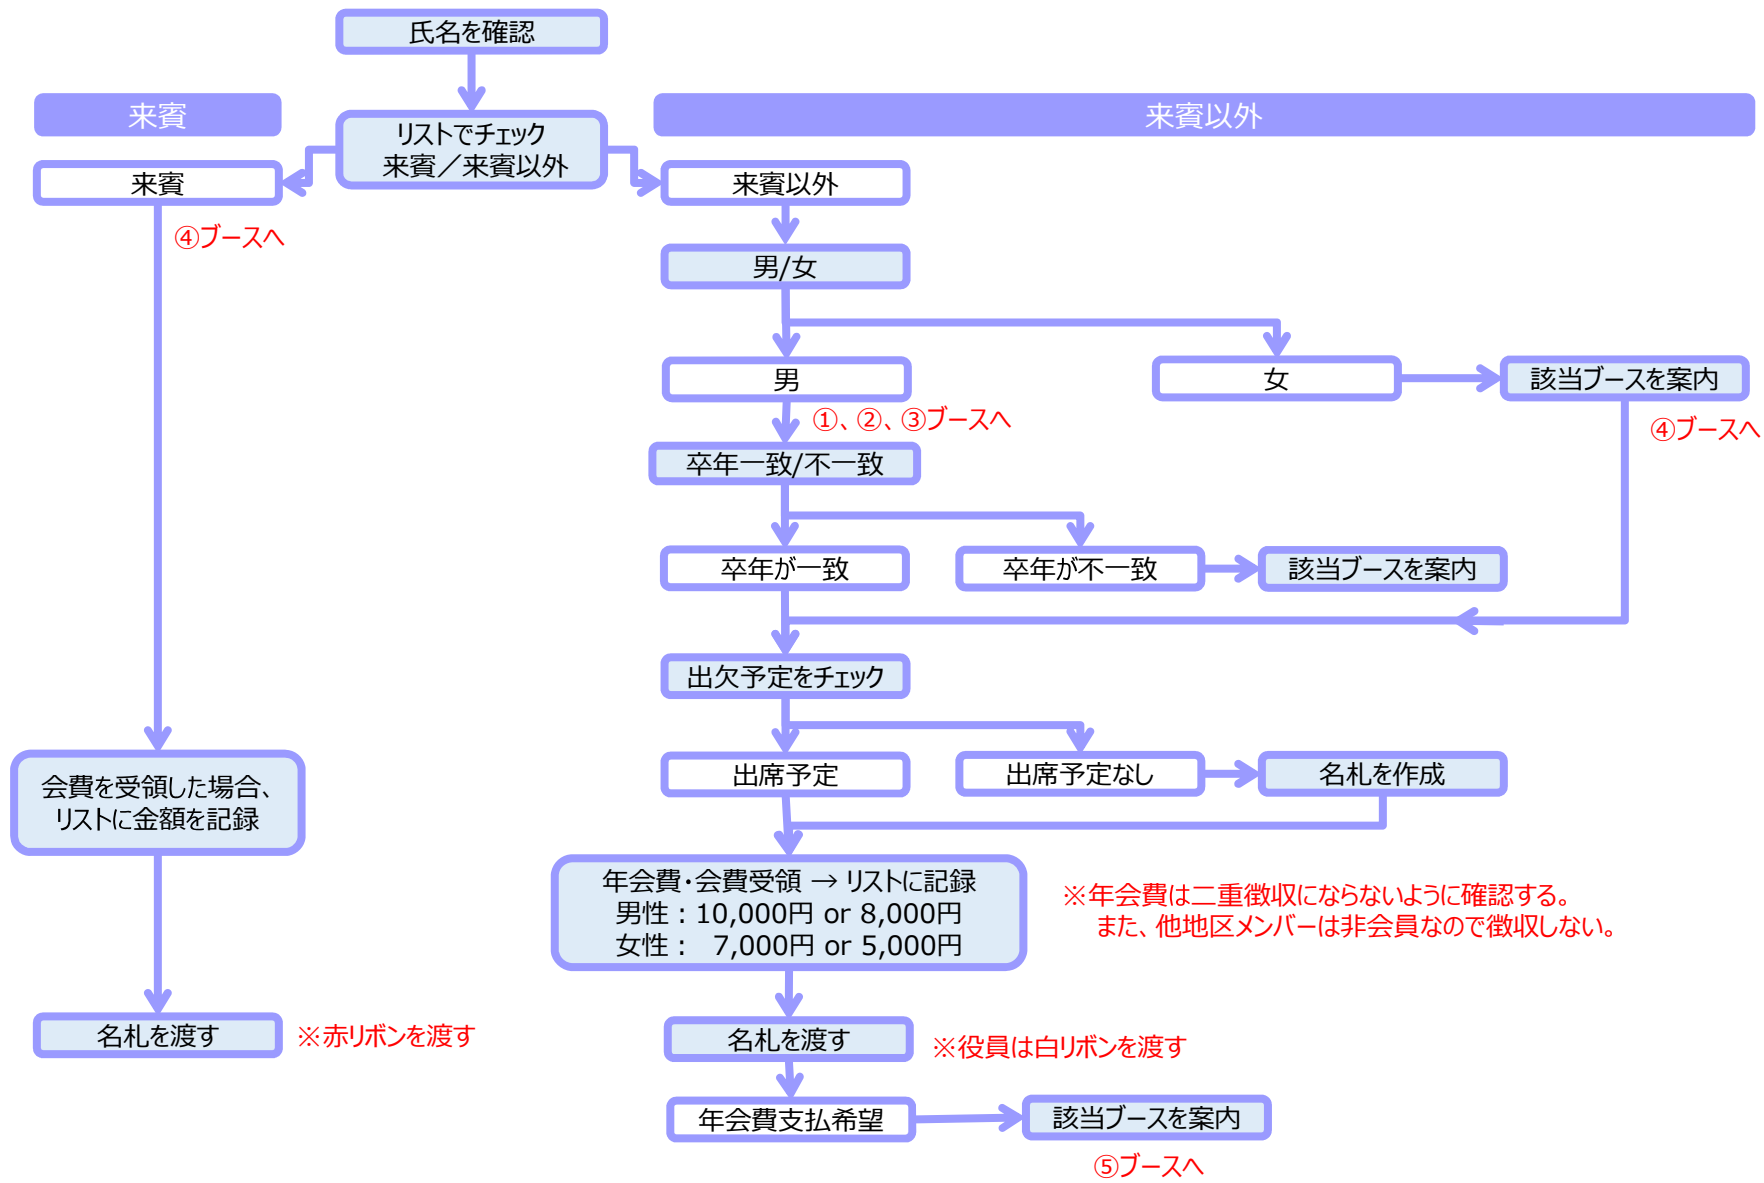 氏名を確認
来賓
来賓以外
リストでチェック
来賓／来賓以外
来賓
来賓以外
④ブースへ
男/女
男
女
該当ブースを案内
①、②、③ブースへ
④ブースへ
卒年一致/不一致
卒年が一致
卒年が不一致
該当ブースを案内
出欠予定をチェック
出席予定
出席予定なし
名札を作成
会費を受領した場合、
リストに金額を記録
年会費・会費受領 → リストに記録
男性：10,000円 or 8,000円
女性： 7,000円 or 5,000円
※年会費は二重徴収にならないように確認する。
また、他地区メンバーは非会員なので徴収しない。
名札を渡す
※赤リボンを渡す
名札を渡す
※役員は白リボンを渡す
年会費支払希望
該当ブースを案内
⑤ブースへ